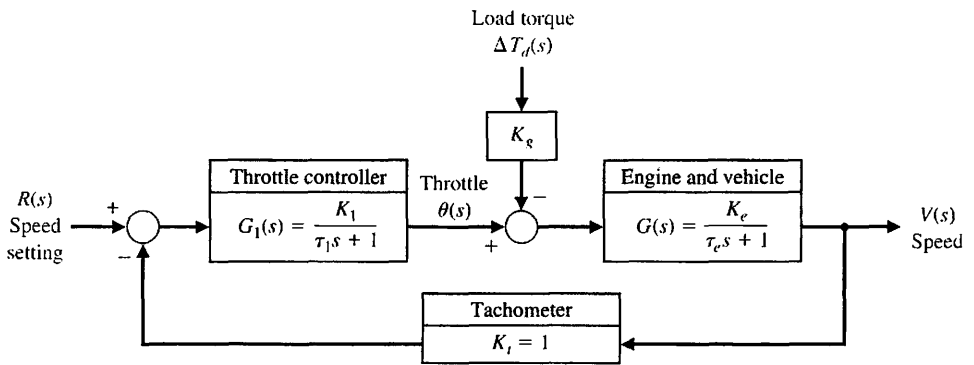 Load torque
ΔT_d(s)
K_g
Throttle controller
G_1(s) = K_1 / (τ_1 s + 1)
Throttle
θ(s)
Engine and vehicle
G(s) = K_e / (τ_e s + 1)
R(s)
Speed
setting
+
−
+
−
V(s)
Speed
Tachometer
K_t = 1